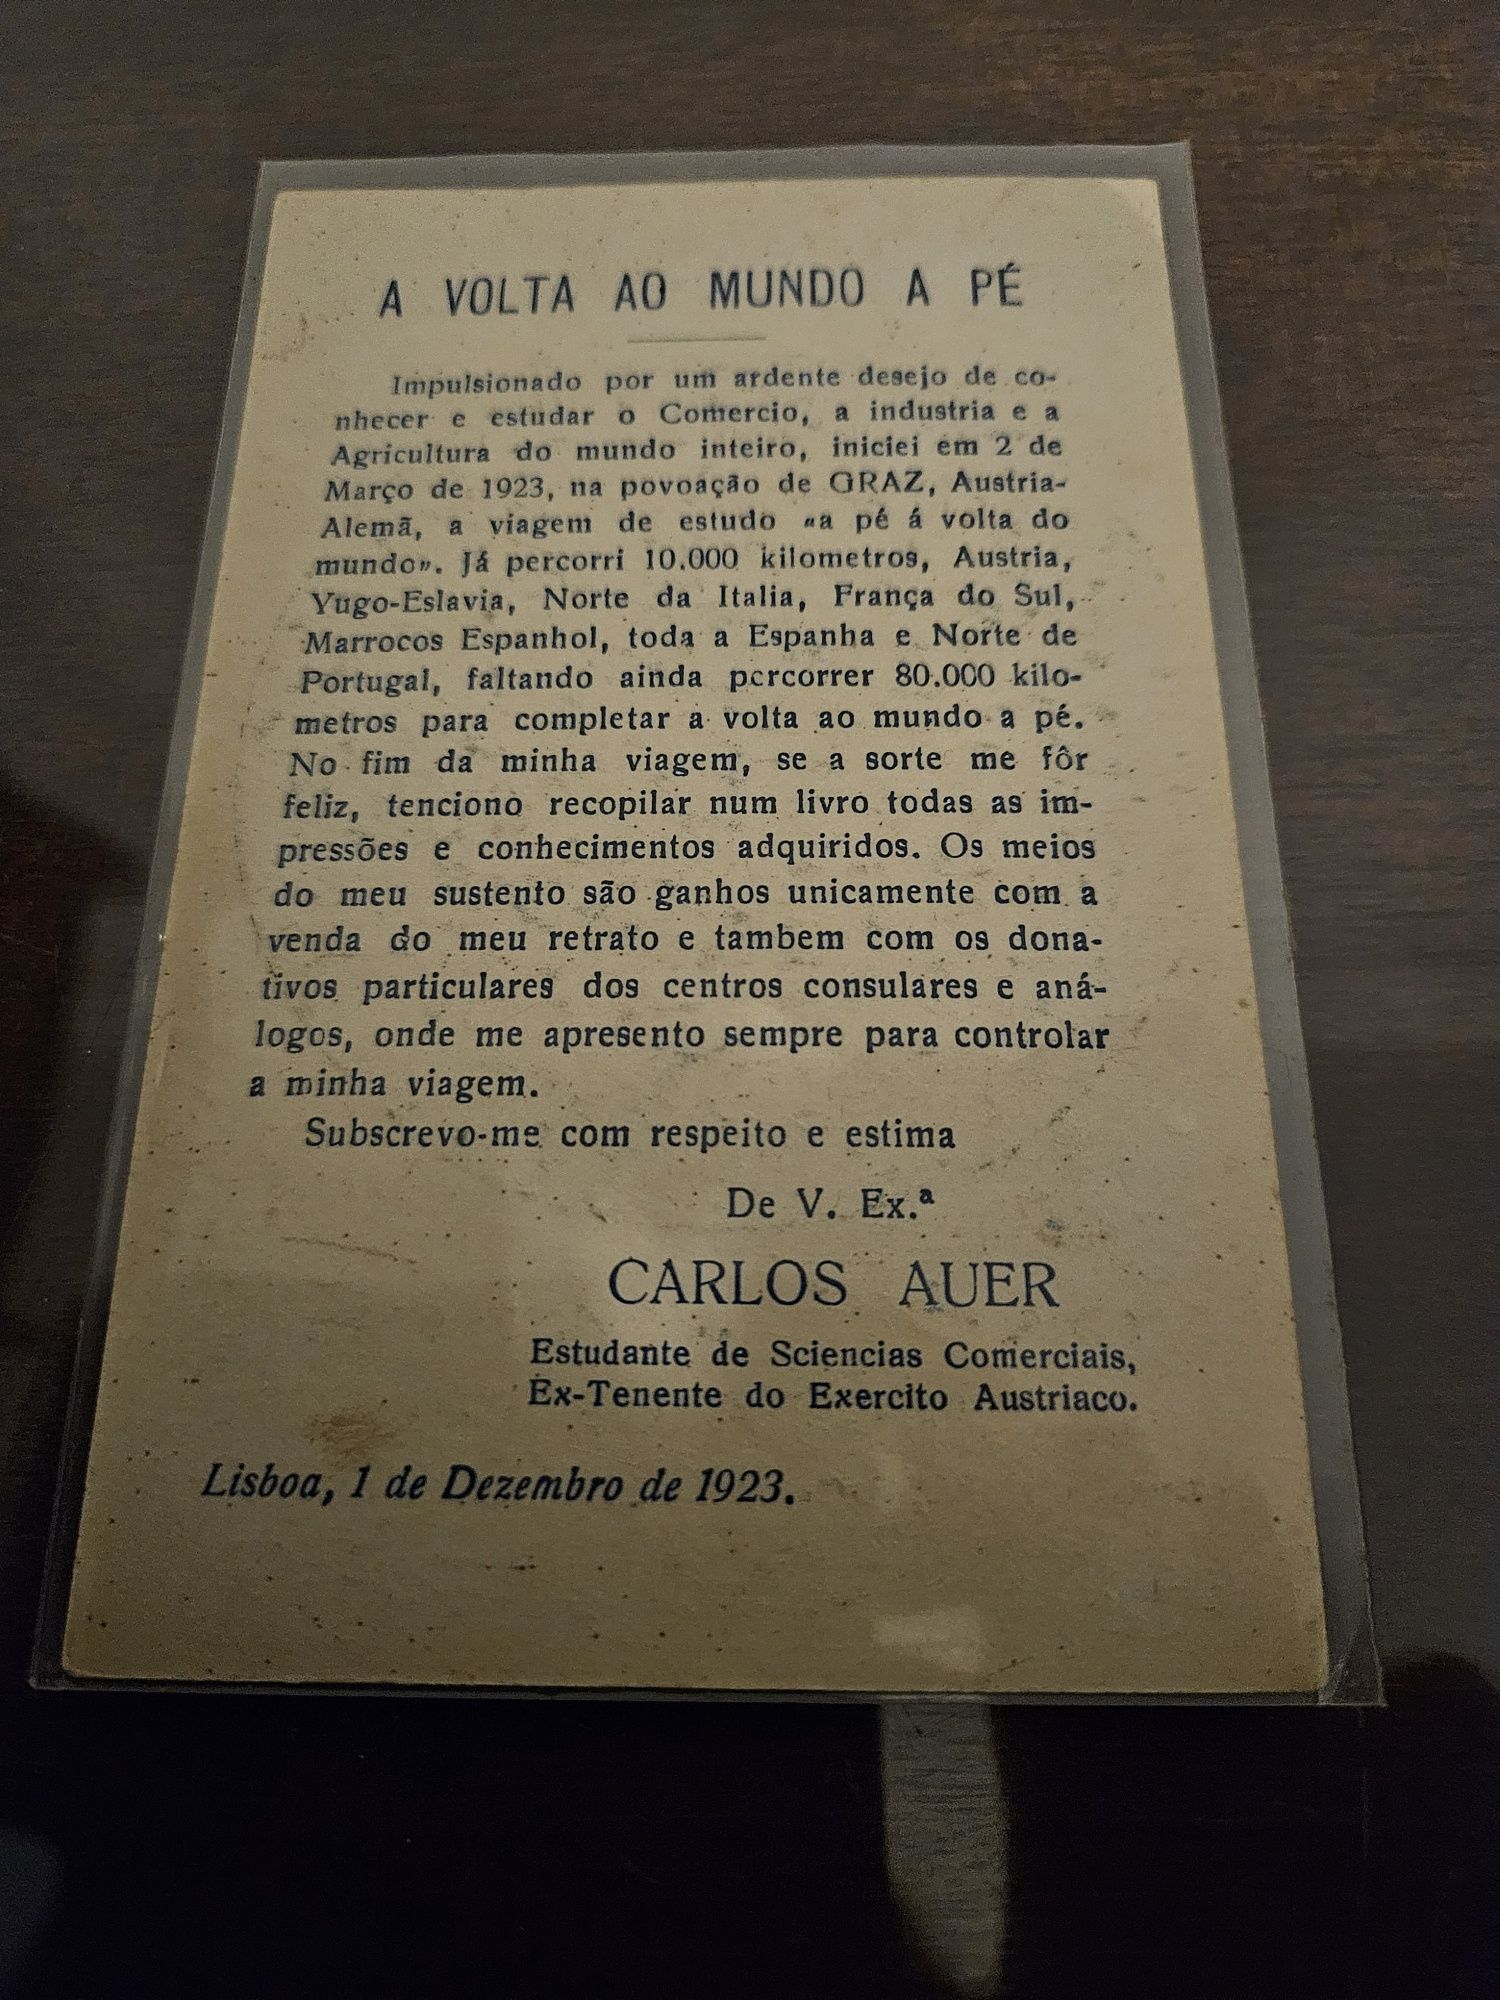 A VOLTA AO MUNDO A PÉ
Impulsionado por um ardente desejo de co-
nhecer e estudar o Comercio, a industria e a
Agricultura do mundo inteiro, iniciei em 2 de
Março de 1923, na povoação de GRAZ, Austria-
Alemã, a viagem de estudo «a pé á volta do
mundo». Já percorri 10.000 kilometros, Austria,
Yugo-Eslavia, Norte da Italia, França do Sul,
Marrocos Espanhol, toda a Espanha e Norte de
Portugal, faltando ainda percorrer 80.000 kilo-
metros para completar a volta ao mundo a pé.
No fim da minha viagem, se a sorte me fôr
feliz, tenciono recopilar num livro todas as im-
pressões e conhecimentos adquiridos. Os meios
do meu sustento são ganhos unicamente com a
venda do meu retrato e tambem com os dona-
tivos particulares dos centros consulares e aná-
logos, onde me apresento sempre para controlar
a minha viagem.
Subscrevo-me com respeito e estima
De V. Ex.ª
CARLOS AUER
Estudante de Sciencias Comerciais,
Ex-Tenente do Exercito Austriaco.
Lisboa, 1 de Dezembro de 1923.